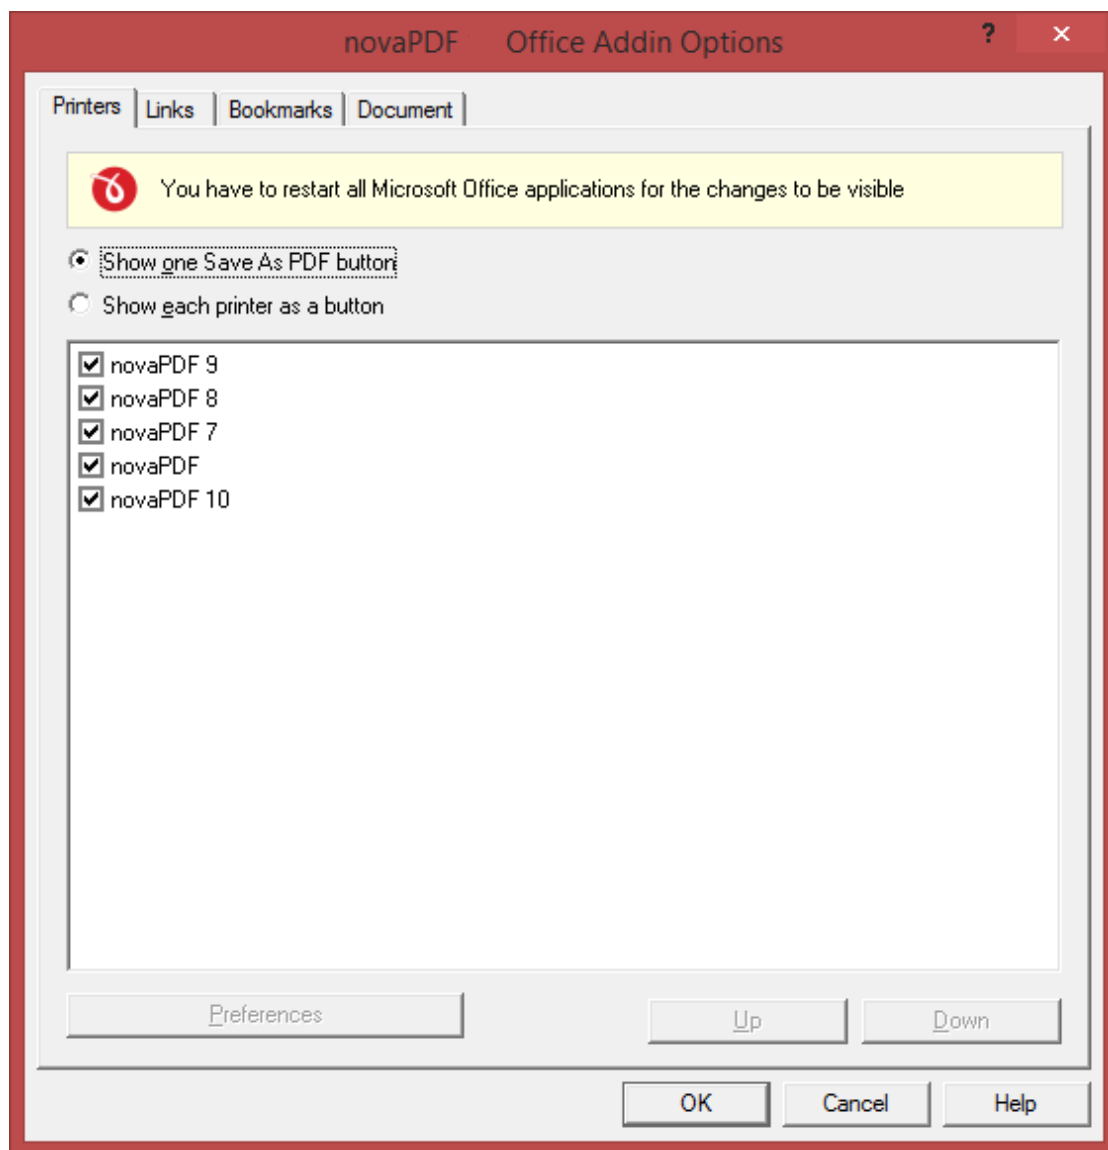 novaPDF Office Addin Options ? ×
Printers Links Bookmarks Document
You have to restart all Microsoft Office applications for the changes to be visible
Show one Save As PDF button
Show each printer as a button
novaPDF 9
novaPDF 8
novaPDF 7
novaPDF
novaPDF 10
Preferences Up Down
OK Cancel Help